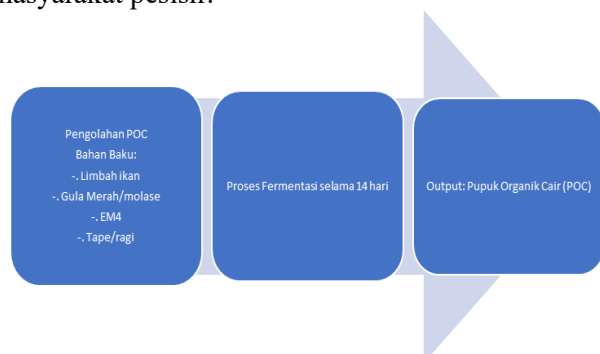 masyarakat pesisir.
Pengolahan POC
Bahan Baku:
-. Limbah ikan
-. Gula Merah/molase
-. EM4
-. Tape/ragi
Proses Fermentasi selama 14 hari
Output: Pupuk Organik Cair (POC)